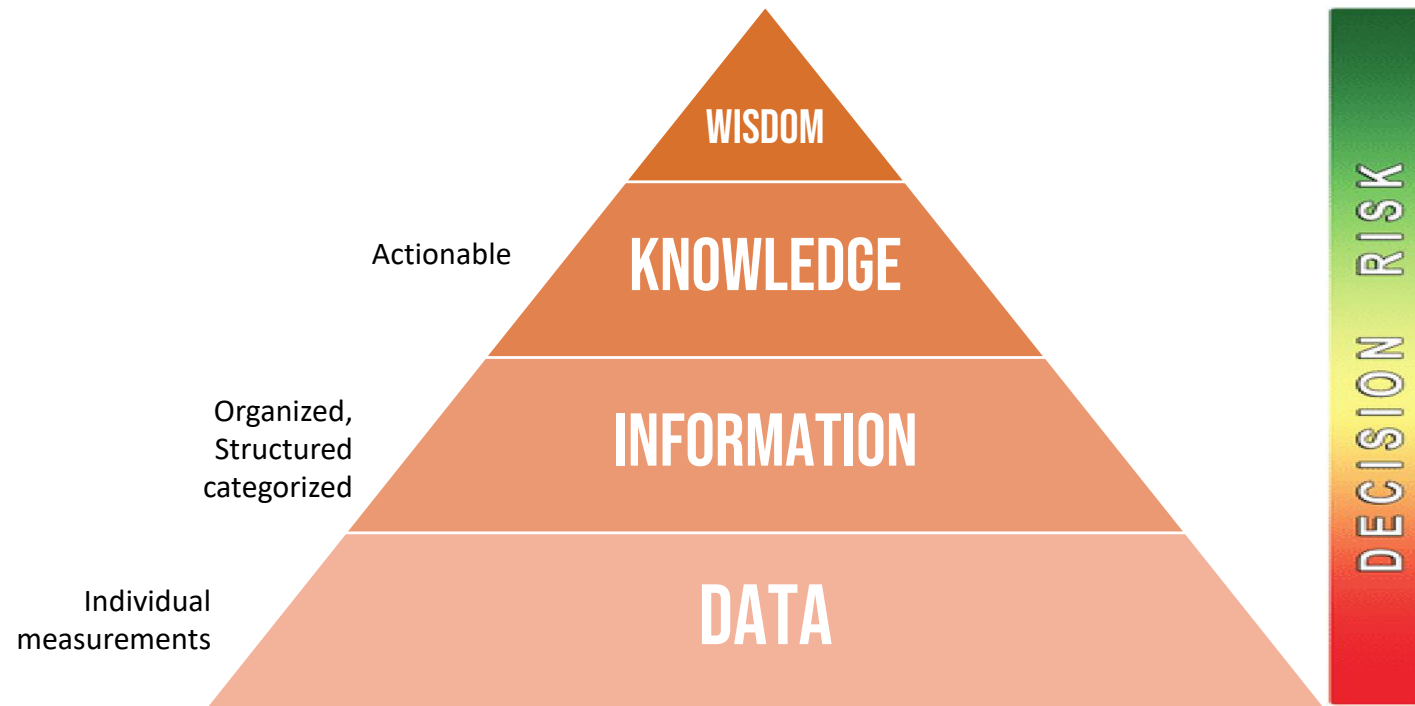 WISDOM
Actionable
KNOWLEDGE
Organized,
Structured
categorized
INFORMATION
Individual
measurements
DATA
DECISION RISK